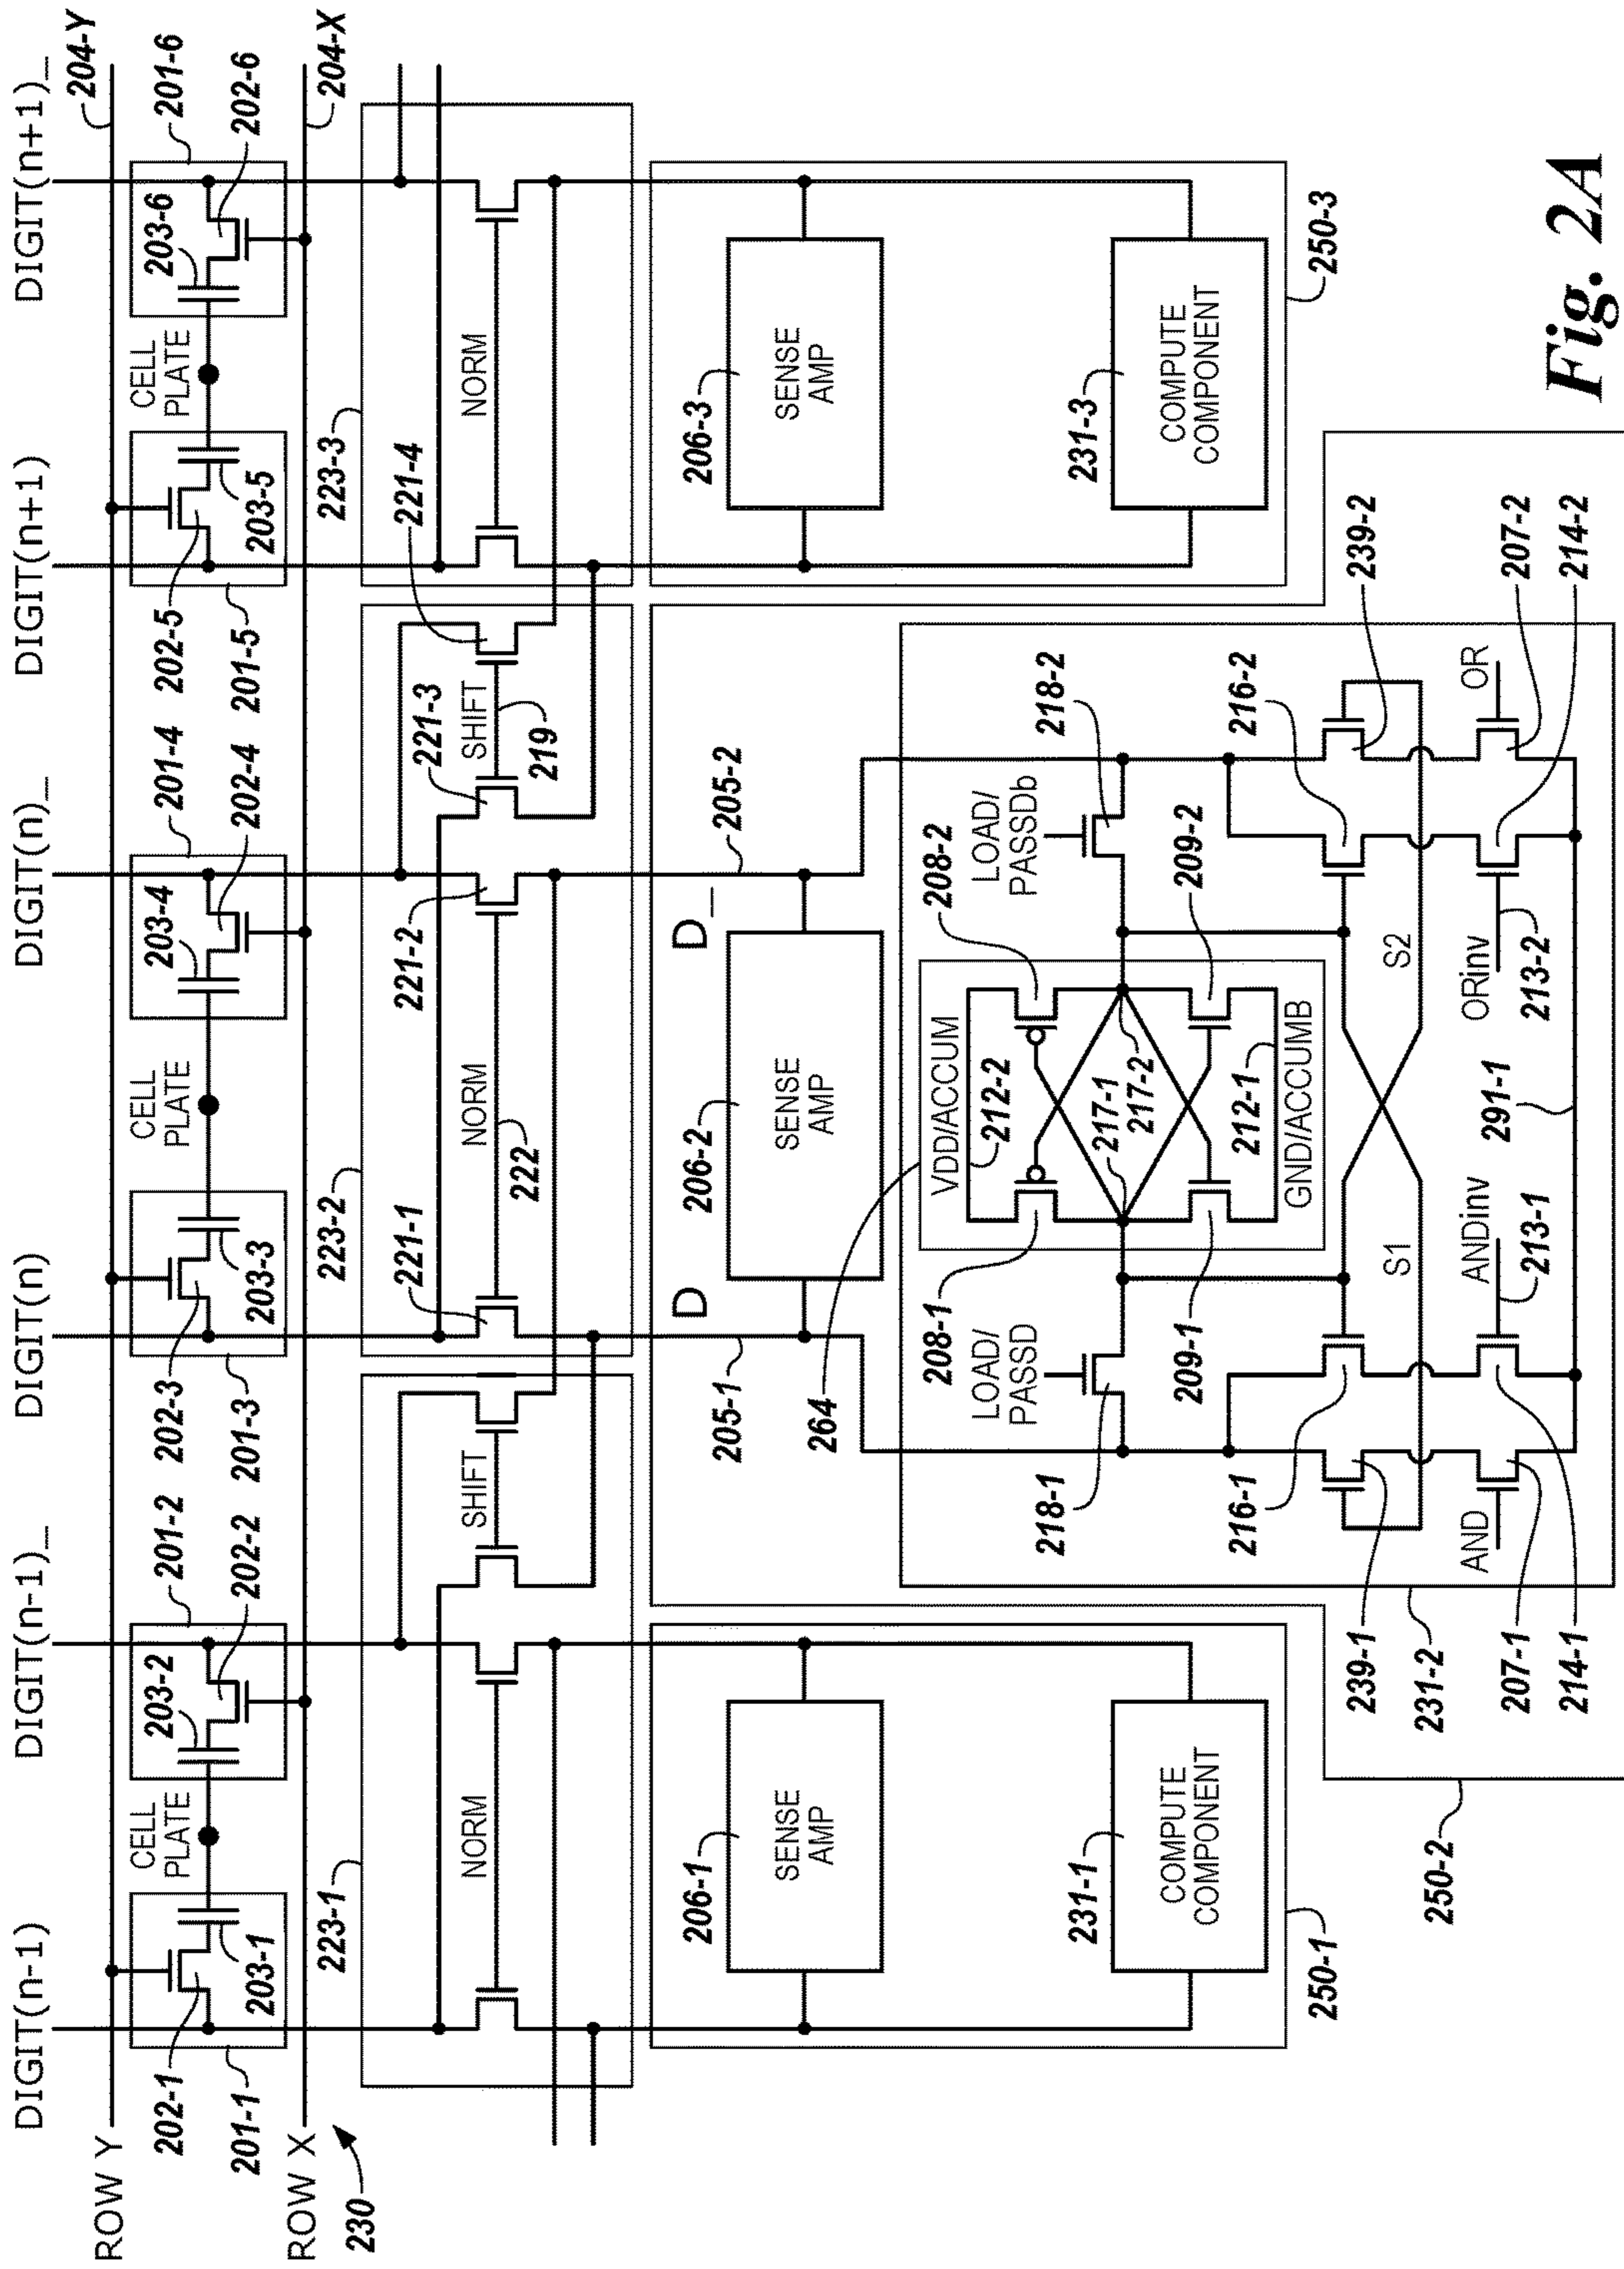 DIGIT(n-1)
DIGIT(n-1)_
DIGIT(n)
DIGIT(n)_
DIGIT(n+1)
DIGIT(n+1)_
ROW Y
204-Y
202-1
203-1
201-1
CELL
PLATE
203-2
201-2
202-2
202-3
203-3
201-3
CELL
PLATE
203-4
201-4
202-4
202-5
203-5
201-5
CELL
PLATE
203-6
201-6
202-6
ROW X
204-X
230
223-1
223-2
223-3
NORM
SHIFT
221-1
NORM
222
221-2
221-3
SHIFT
219
221-4
NORM
206-1
SENSE
AMP
205-1
D
206-2
SENSE
AMP
D_
205-2
206-3
SENSE
AMP
231-1
COMPUTE
COMPONENT
250-1
231-3
COMPUTE
COMPONENT
250-3
264
VDD/ACCUM
212-2
208-1
208-2
LOAD/
PASSD
218-1
LOAD/
PASSDb
218-2
217-1
217-2
209-1
209-2
212-1
GND/ACCUMB
216-1
216-2
239-1
239-2
S1
S2
231-2
250-2
AND
207-1
ANDinv
213-1
214-1
ORinv
213-2
OR
207-2
214-2
291-1
Fig. 2A